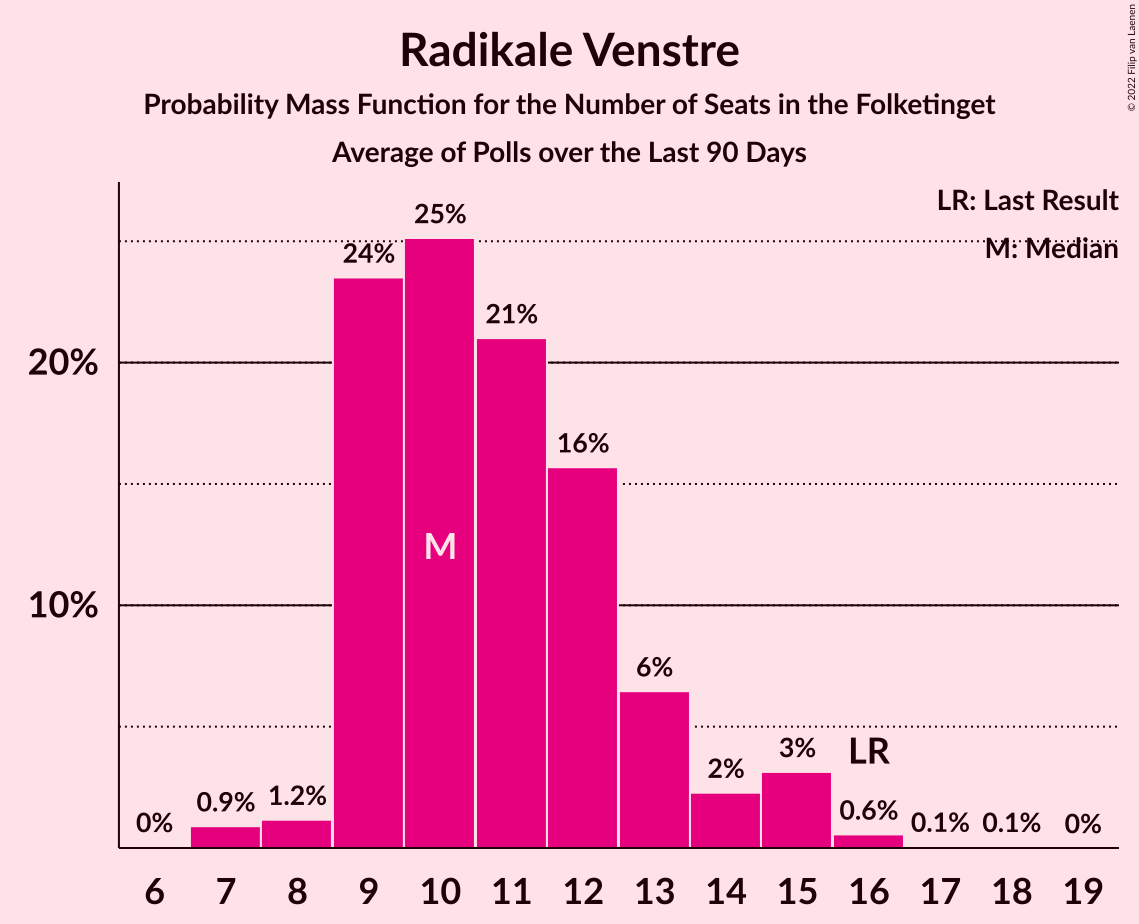 Radikale Venstre
Probability Mass Function for the Number of Seats in the Folketinget
Average of Polls over the Last 90 Days
© 2022 Filip van Laenen
LR: Last Result
M: Median
20%
10%
0%
0.9%
1.2%
24%
25%
21%
16%
6%
2%
3%
0.6%
0.1%
0.1%
0%
M
LR
6 7 8 9 10 11 12 13 14 15 16 17 18 19